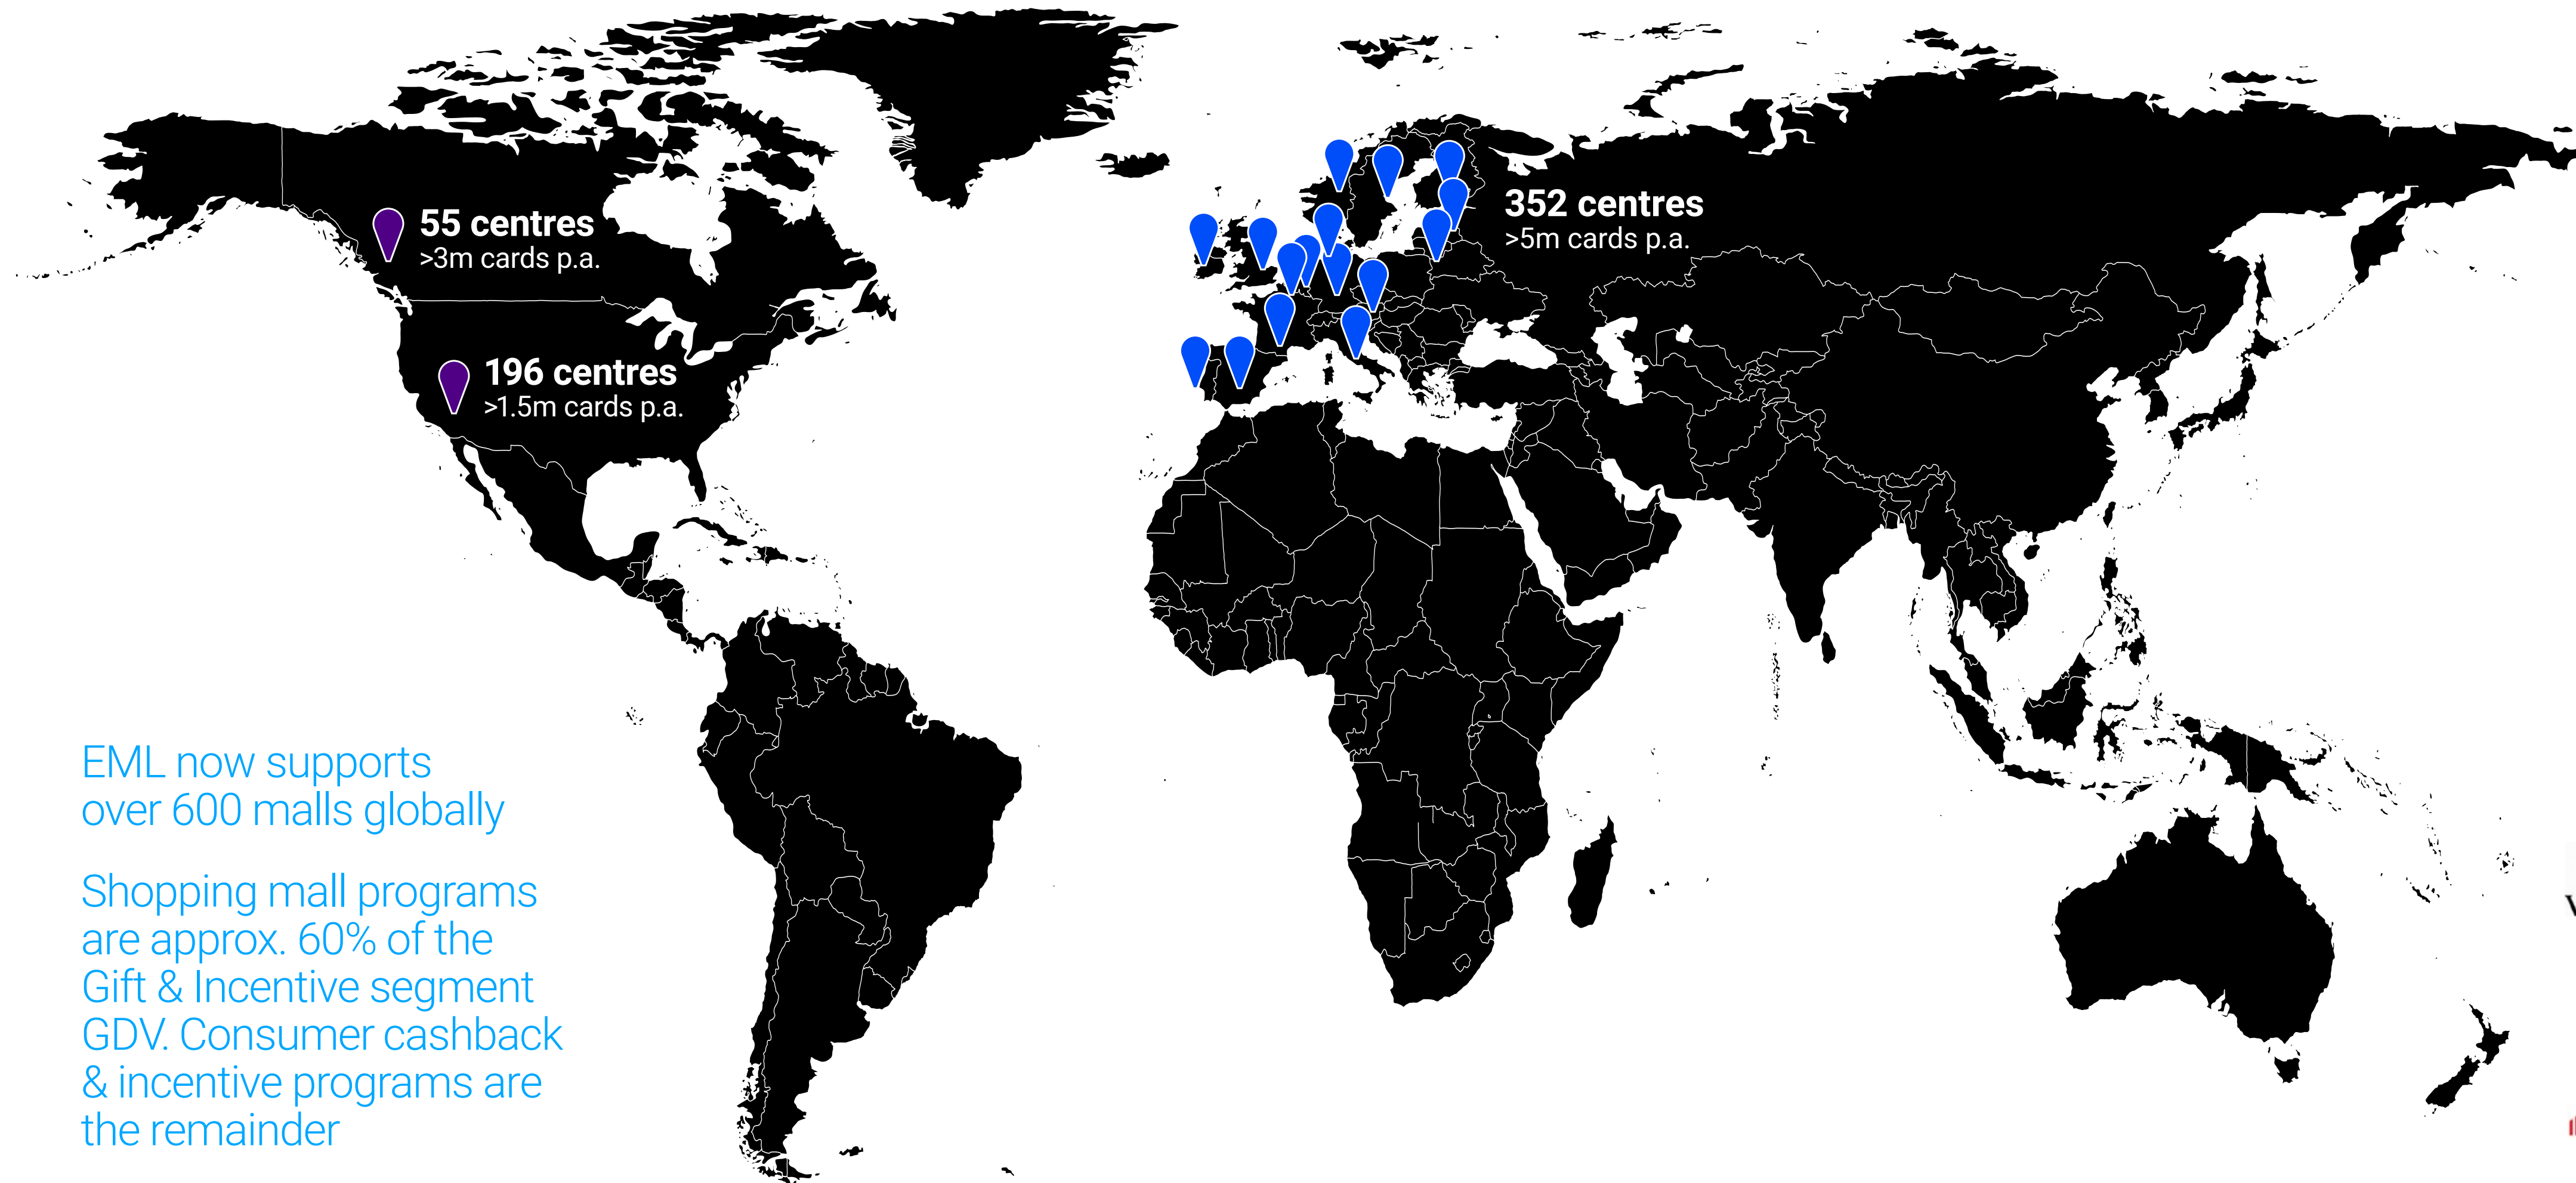 55 centres
>3m cards p.a.
352 centres
>5m cards p.a.
196 centres
>1.5m cards p.a.
EML now supports
over 600 malls globally
Shopping mall programs
are approx. 60% of the
Gift & Incentive segment
GDV. Consumer cashback
& incentive programs are
the remainder